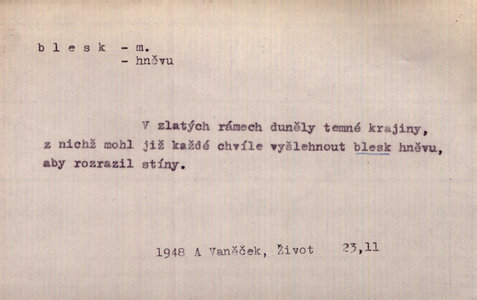 b l e s k - m.
- hněvu
V zlatých rámech duněly temné krajiny,
z nichž mohl již každé chvíle vyšlehnout blesk hněvu,
aby rozrazil stíny.
1948 A Vaněček, Život 23,11